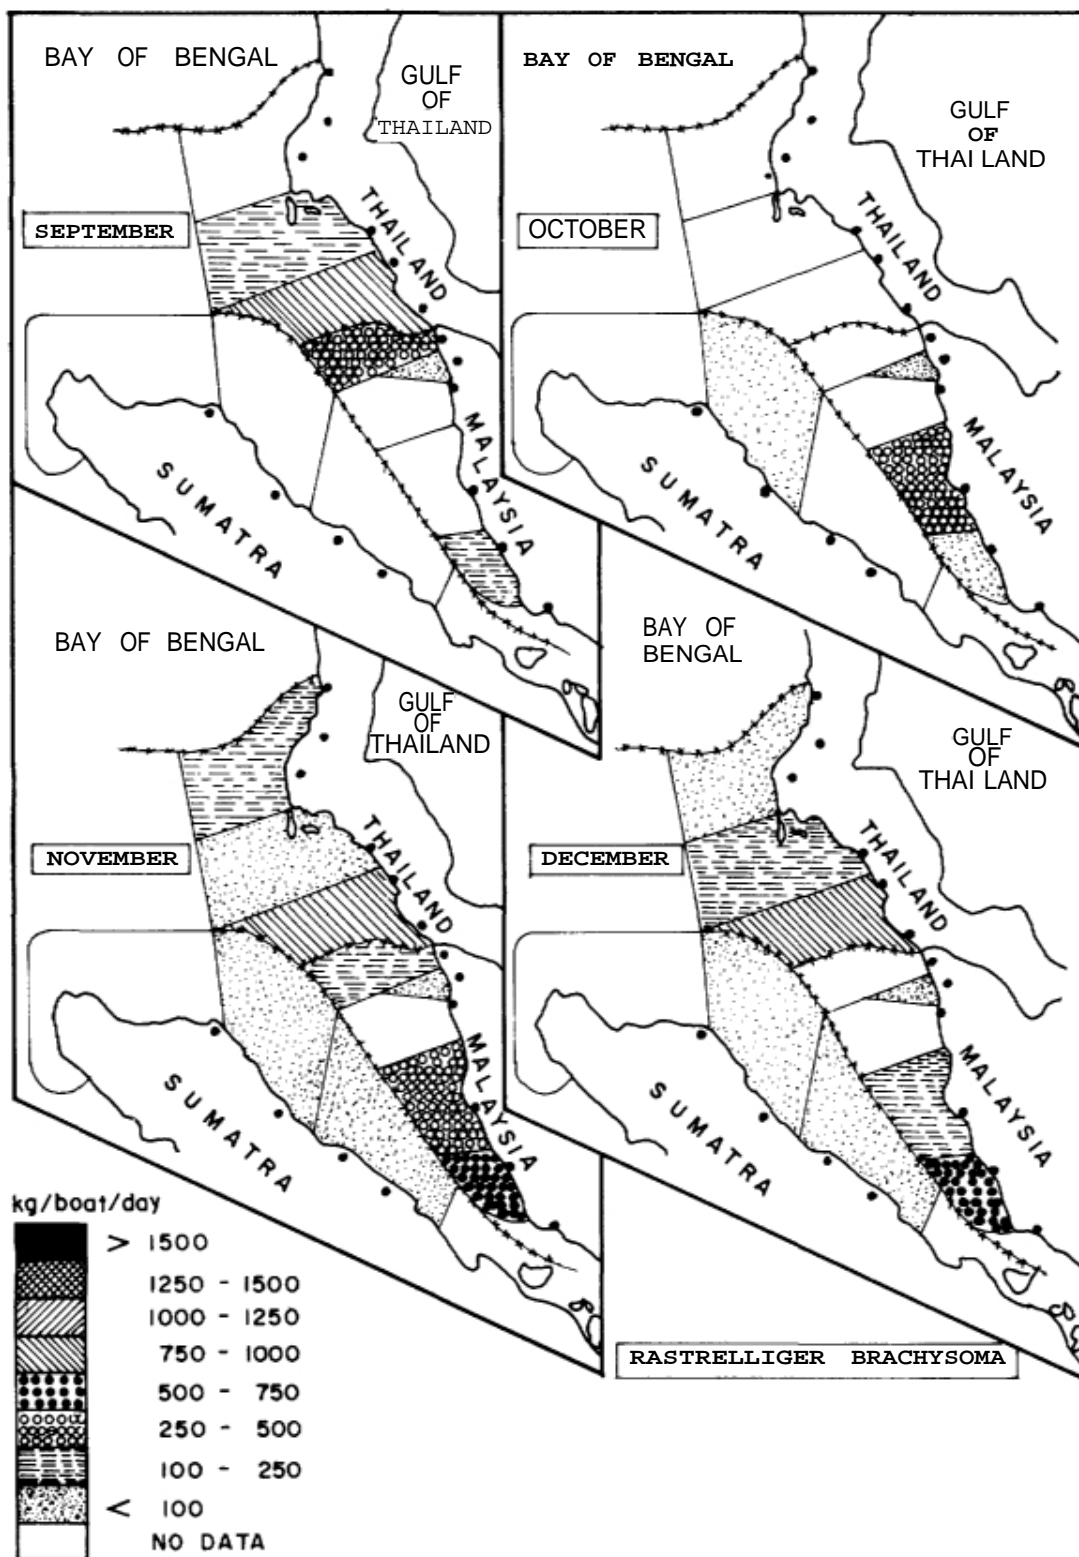 BAY OF BENGAL
GULF
OF
THAILAND
SEPTEMBER
THAILAND
MALAYSIA
SUMATRA
BAY OF BENGAL
GULF
OF
THAI LAND
OCTOBER
THAILAND
MALAYSIA
SUMATRA
BAY OF BENGAL
GULF
OF
THAILAND
NOVEMBER
THAILAND
MALAYSIA
SUMATRA
BAY OF
BENGAL
GULF
OF
THAI LAND
DECEMBER
THAILAND
MALAYSIA
SUMATRA
kg/boat/day
> 1500
1250 - 1500
1000 - 1250
750 - 1000
500 - 750
250 - 500
100 - 250
< 100
NO DATA
RASTRELLIGER BRACHYSOMA